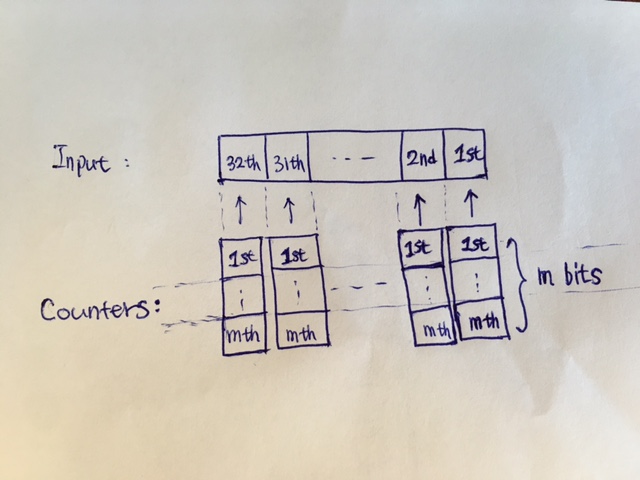 Input :
32th 31th --- 2nd 1st
1st 1st 1st 1st
Counters: --- m bits
mth mth mth mth